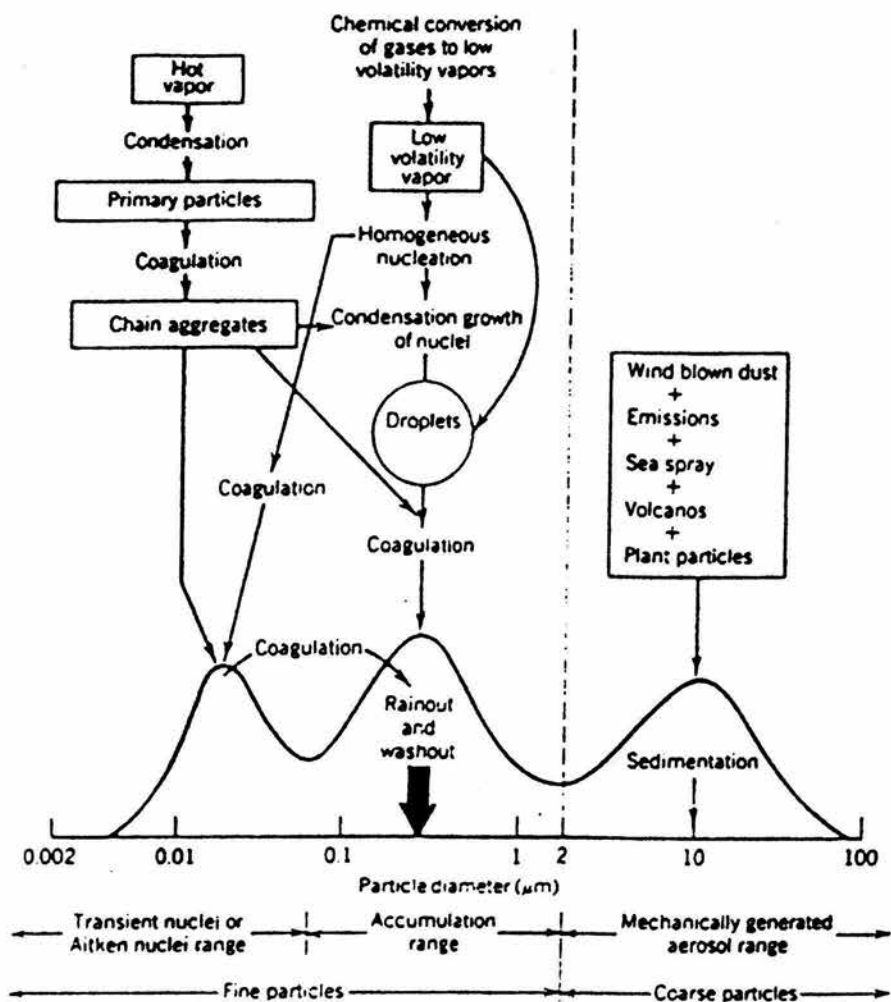 Chemical conversion
of gases to low
volatility vapors
Hot
vapor
Condensation
Primary particles
Coagulation
Chain aggregates
Low
volatility
vapor
Homogeneous
nucleation
Condensation growth
of nuclei
Droplets
Coagulation
Coagulation
Wind blown dust
+
Emissions
+
Sea spray
+
Volcanos
+
Plant particles
Coagulation
Rainout
and
washout
Sedimentation
0.002 0.01 0.1 1 2 10 100
Particle diameter (μm)
Transient nuclei or
Aitken nuclei range
Accumulation
range
Mechanically generated
aerosol range
Fine particles
Coarse particles